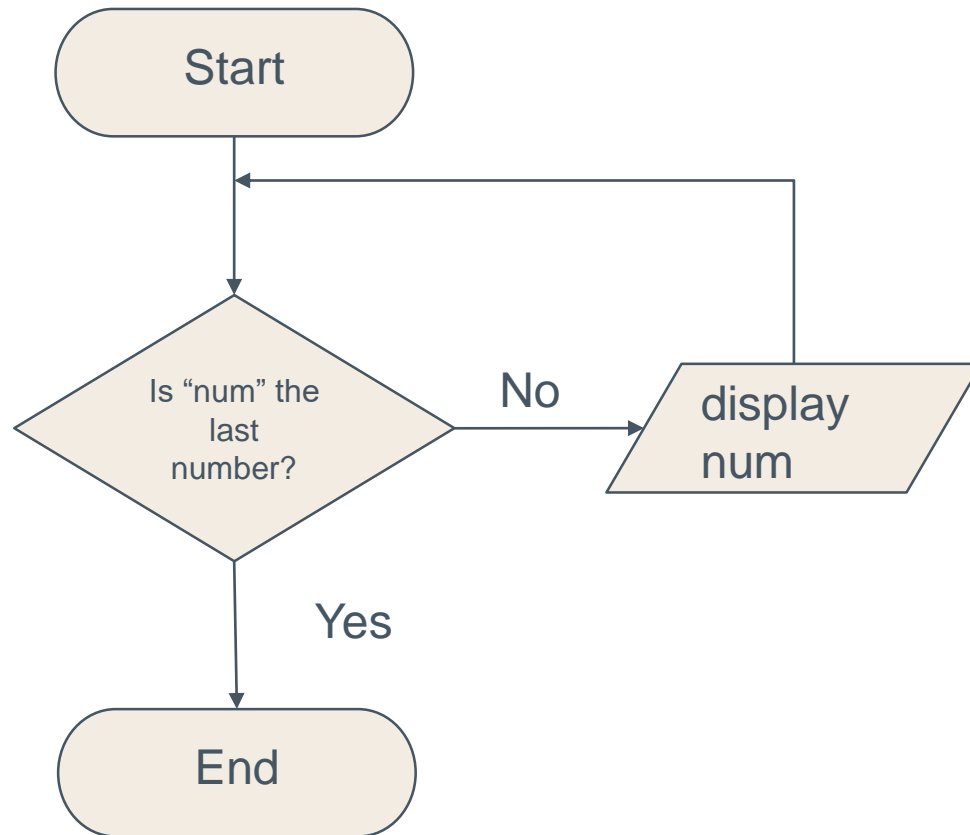 Start
Is “num” the
last
number?
No
display
num
Yes
End